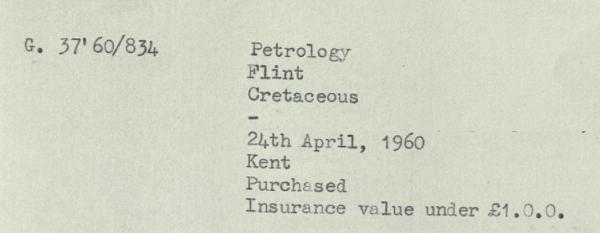 G. 37'60/834 Petrology
Flint
Cretaceous
-
24th April, 1960
Kent
Purchased
Insurance value under £1.0.0.